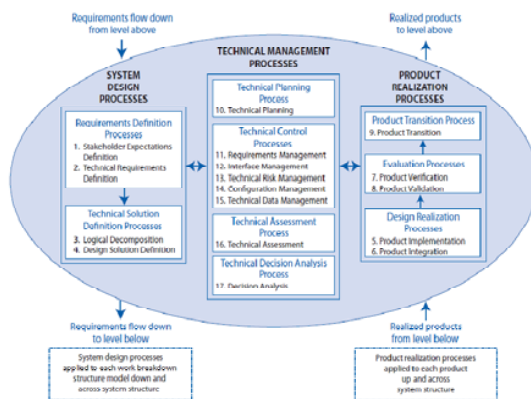 Requirements flow down
from level above
Realized products
to level above
TECHNICAL MANAGEMENT
PROCESSES
SYSTEM
DESIGN
PROCESSES
PRODUCT
REALIZATION
PROCESSES
Requirements Definition
Processes
1. Stakeholder Expectations
Definition
2. Technical Requirements
Definition
Technical Solution
Definition Processes
3. Logical Decomposition
4. Design Solution Definition
Technical Planning
Process
10. Technical Planning
Technical Control
Processes
11. Requirements Management
12. Interface Management
13. Technical Risk Management
14. Configuration Management
15. Technical Data Management
Technical Assessment
Process
16. Technical Assessment
Technical Decision Analysis
Process
17. Decision Analysis
Product Transition Process
9. Product Transition
Evaluation Processes
7. Product Verification
8. Product Validation
Design Realization
Processes
5. Product Implementation
6. Product Integration
Requirements flow down
to level below
Realized products
from level below
System design processes
applied to each work breakdown
structure model down and
across system structure
Product realization processes
applied to each product
up and across
system structure